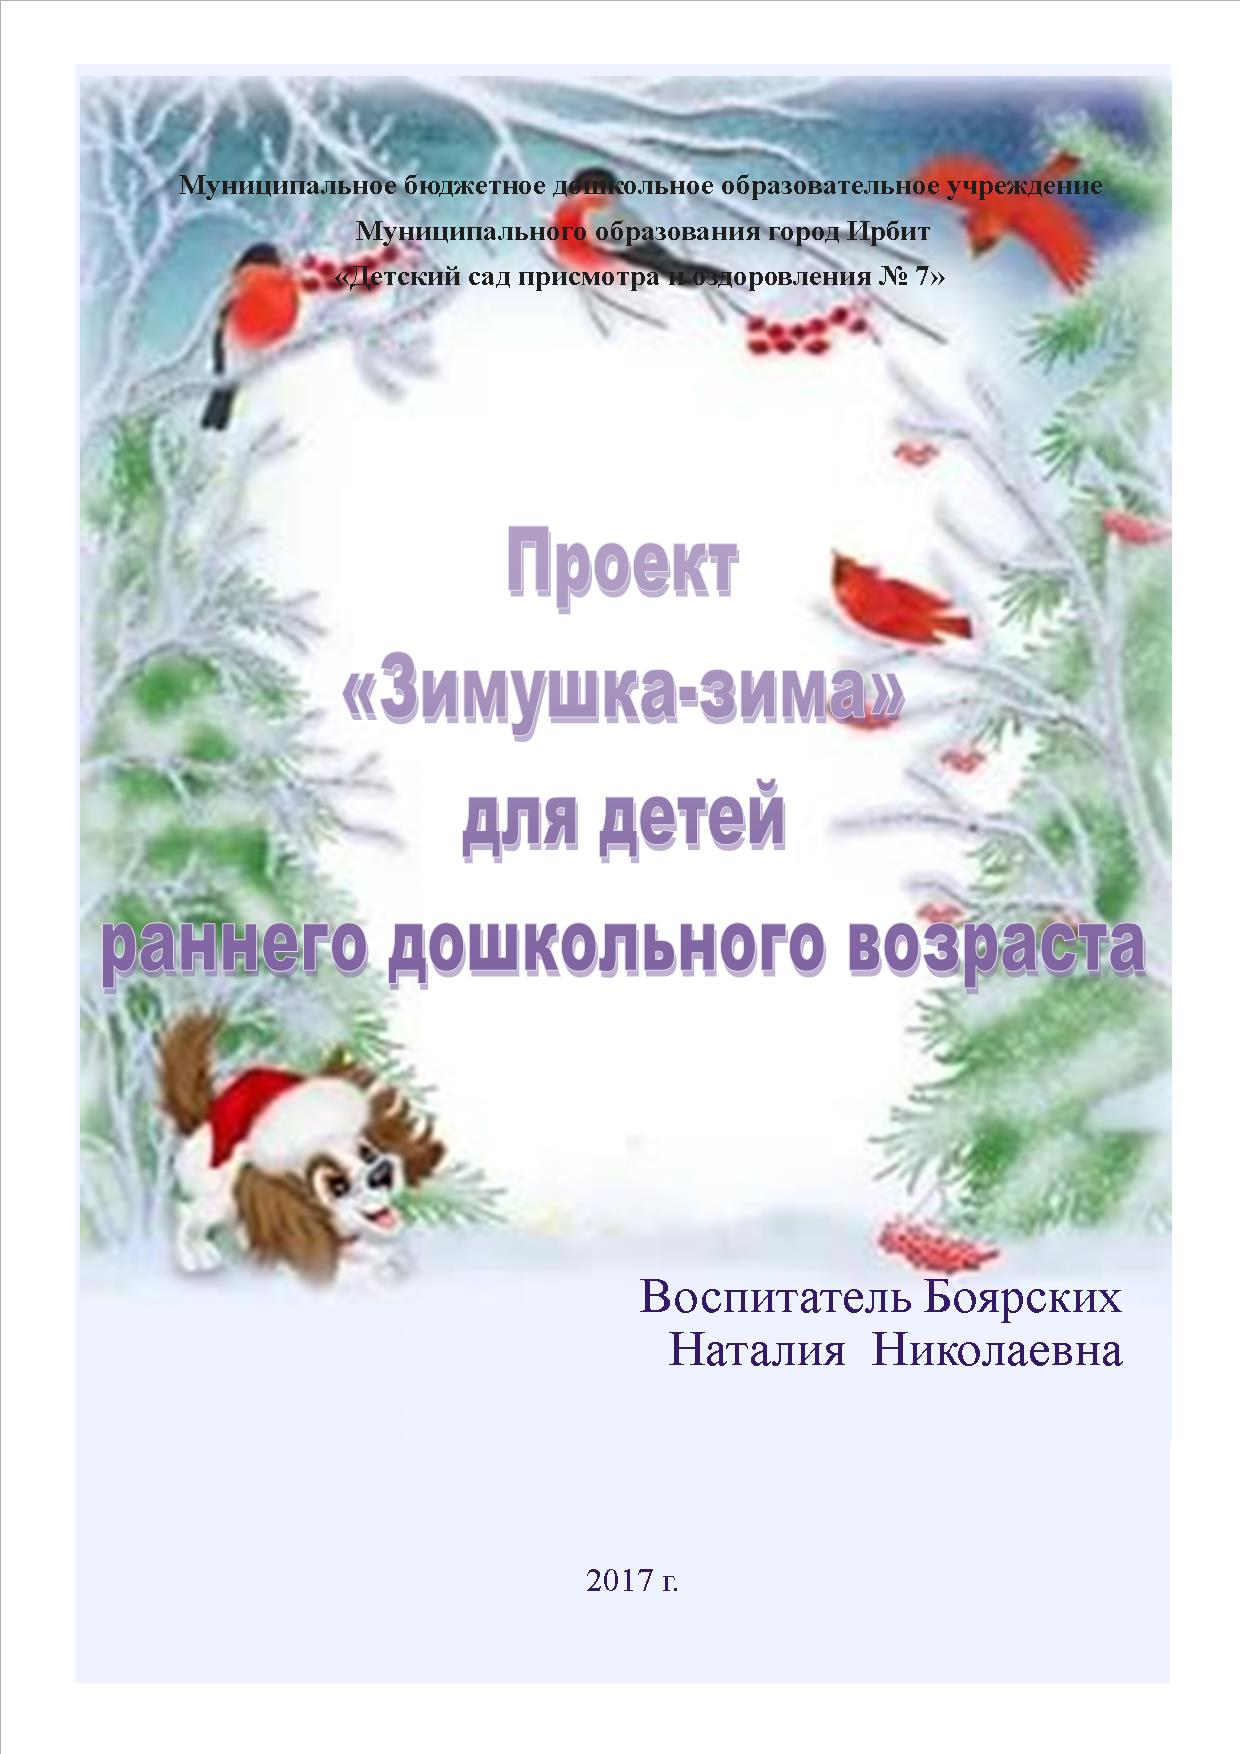 Муниципальное бюджетное дошкольное образовательное учреждение
Муниципального образования город Ирбит
«Детский сад присмотра и оздоровления № 7»
Проект
«Зимушка-зима»
для детей
раннего дошкольного возраста
Воспитатель Боярских
Наталия Николаевна
2017 г.